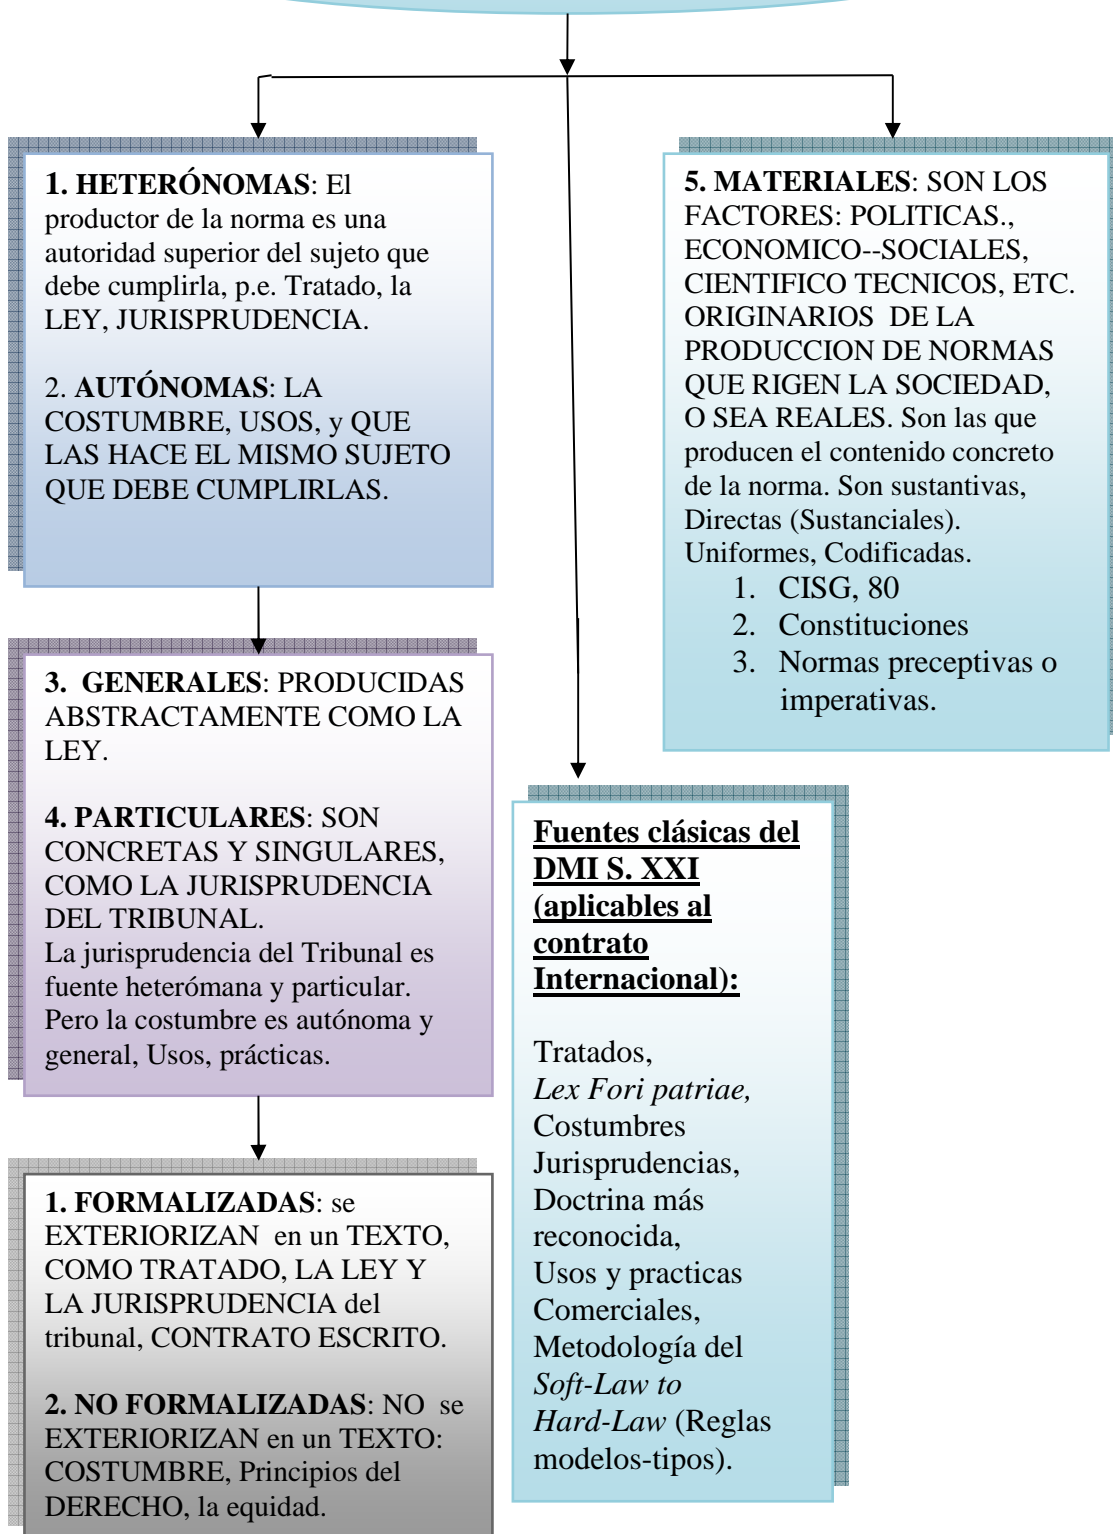 1. HETERÓNOMAS: El
productor de la norma es una
autoridad superior del sujeto que
debe cumplirla, p.e. Tratado, la
LEY, JURISPRUDENCIA.
2. AUTÓNOMAS: LA
COSTUMBRE, USOS, y QUE
LAS HACE EL MISMO SUJETO
QUE DEBE CUMPLIRLAS.
3. GENERALES: PRODUCIDAS
ABSTRACTAMENTE COMO LA
LEY.
4. PARTICULARES: SON
CONCRETAS Y SINGULARES,
COMO LA JURISPRUDENCIA
DEL TRIBUNAL.
La jurisprudencia del Tribunal es
fuente heterómana y particular.
Pero la costumbre es autónoma y
general, Usos, prácticas.
1. FORMALIZADAS: se
EXTERIORIZAN en un TEXTO,
COMO TRATADO, LA LEY Y
LA JURISPRUDENCIA del
tribunal, CONTRATO ESCRITO.
2. NO FORMALIZADAS: NO se
EXTERIORIZAN en un TEXTO:
COSTUMBRE, Principios del
DERECHO, la equidad.
Fuentes clásicas del
DMI S. XXI
(aplicables al
contrato
Internacional):
Tratados,
Lex Fori patriae,
Costumbres
Jurisprudencias,
Doctrina más
reconocida,
Usos y practicas
Comerciales,
Metodología del
Soft-Law to
Hard-Law (Reglas
modelos-tipos).
5. MATERIALES: SON LOS
FACTORES: POLITICAS.,
ECONOMICO--SOCIALES,
CIENTIFICO TECNICOS, ETC.
ORIGINARIOS DE LA
PRODUCCION DE NORMAS
QUE RIGEN LA SOCIEDAD,
O SEA REALES. Son las que
producen el contenido concreto
de la norma. Son sustantivas,
Directas (Sustanciales).
Uniformes, Codificadas.
1. CISG, 80
2. Constituciones
3. Normas preceptivas o
imperativas.